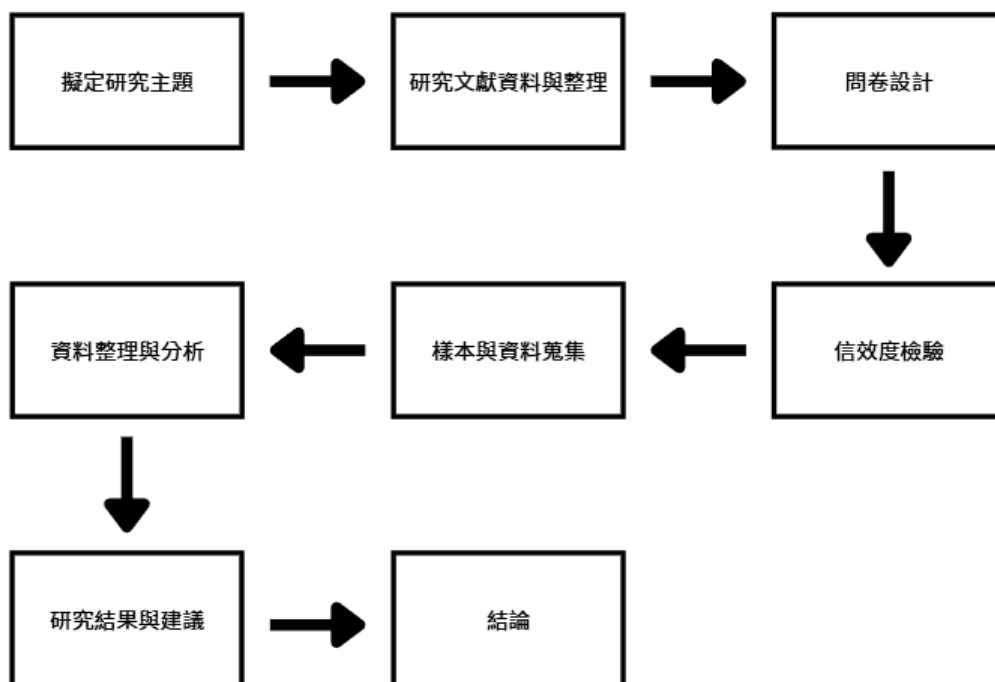 擬定研究主題
研究文獻資料與整理
問卷設計
信效度檢驗
樣本與資料蒐集
資料整理與分析
研究結果與建議
結論